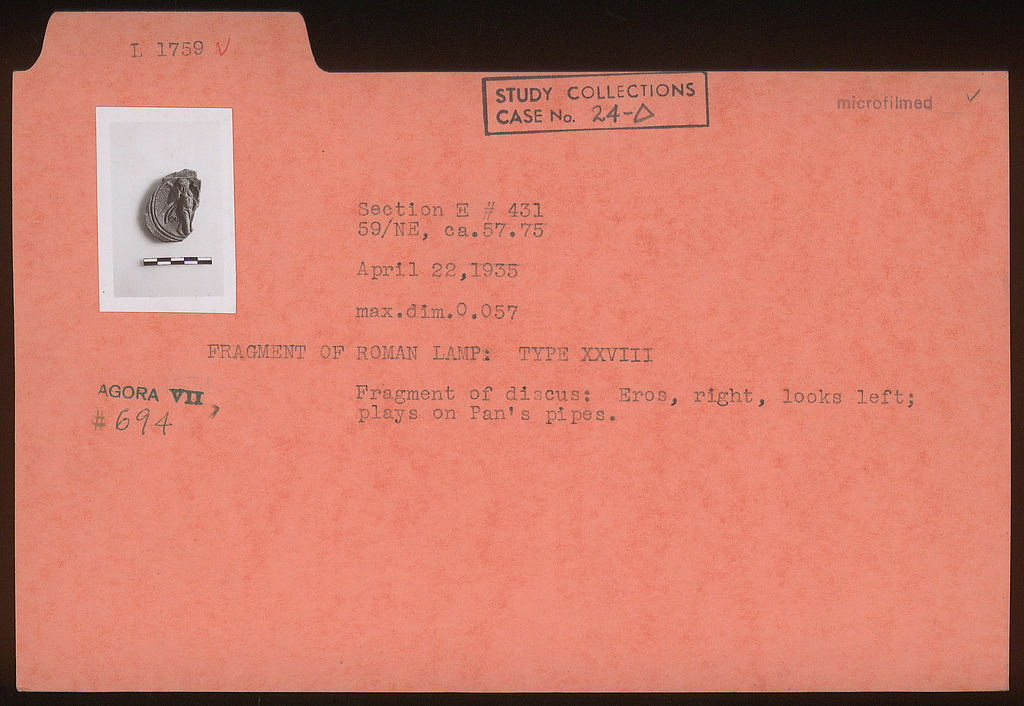 L 1759 ✓
STUDY COLLECTIONS
CASE No. 24-Δ
microfilmed ✓
Section E # 431
59/NE, ca.57.75
April 22,1935
max.dim.0.057
FRAGMENT OF ROMAN LAMP: TYPE XXVIII
AGORA VII,
# 694
Fragment of discus: Eros, right, looks left;
plays on Pan's pipes.